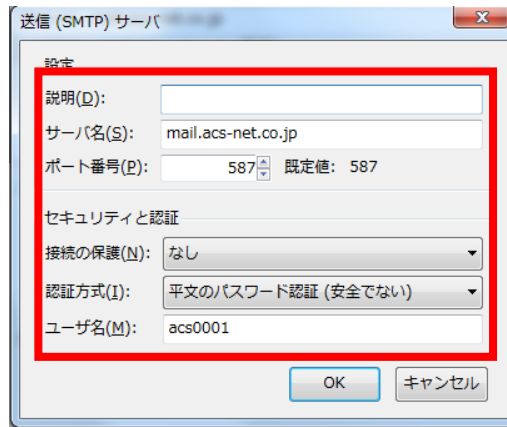 送信 (SMTP) サーバ
設定
説明(D):
サーバ名(S): mail.acs-net.co.jp
ポート番号(P): 587 既定値: 587
セキュリティと認証
接続の保護(N): なし
認証方式(I): 平文のパスワード認証 (安全でない)
ユーザ名(M): acs0001
OK キャンセル